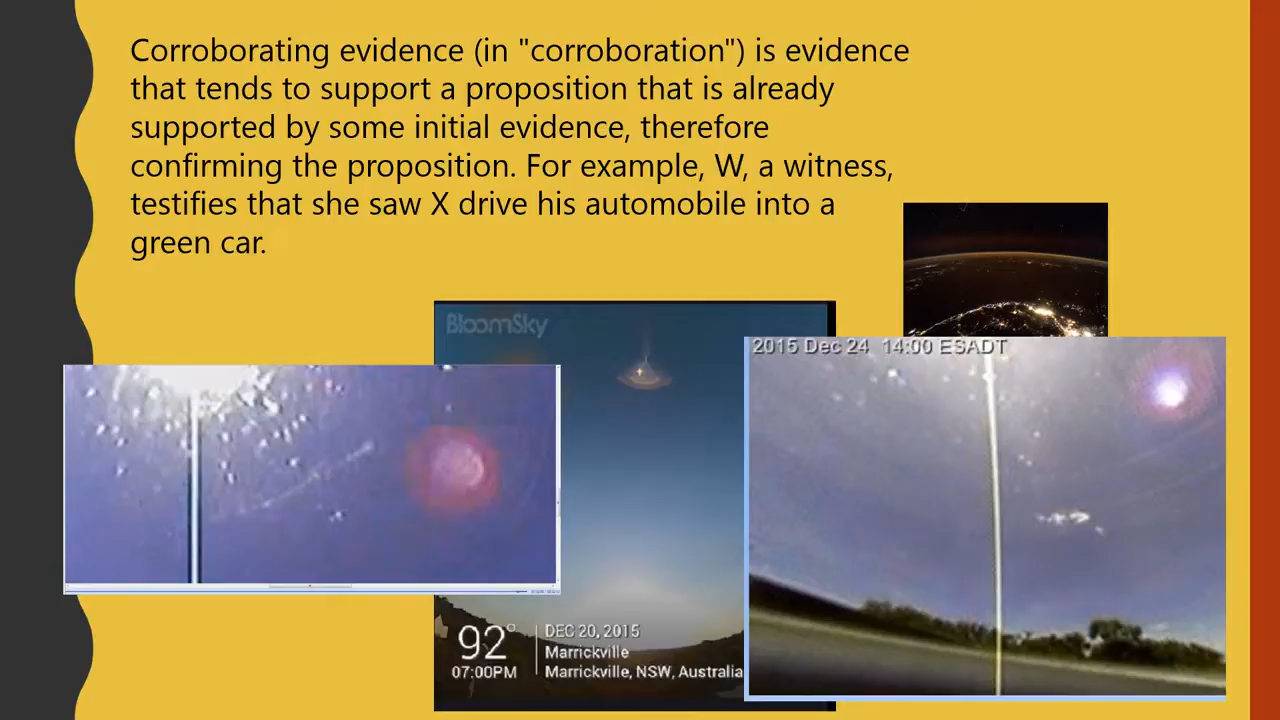 Corroborating evidence (in "corroboration") is evidence
that tends to support a proposition that is already
supported by some initial evidence, therefore
confirming the proposition. For example, W, a witness,
testifies that she saw X drive his automobile into a
green car.
BloomSky
2015 Dec 24 14:00 ESADT
92°
07:00PM
DEC 20, 2015
Marrickville
Marrickville, NSW, Australia